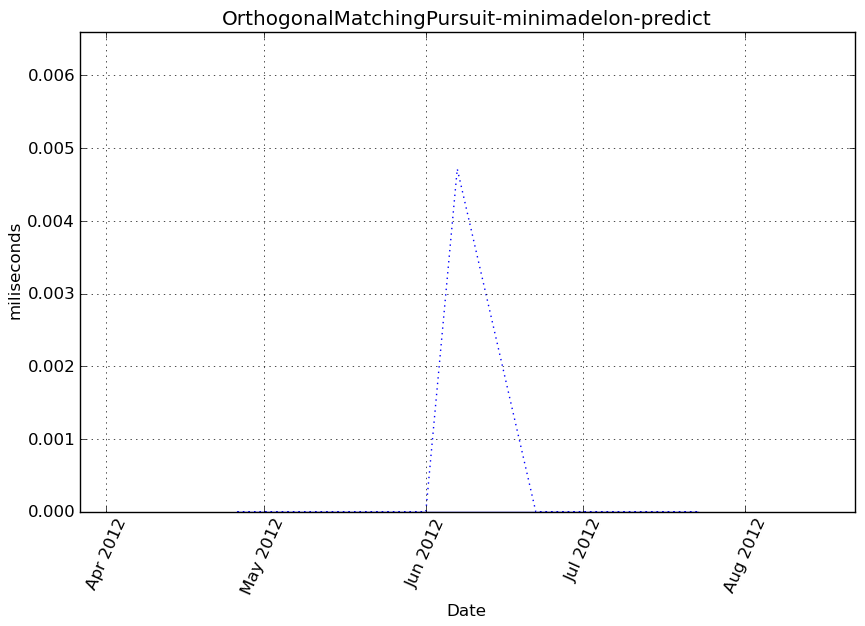 OrthogonalMatchingPursuit-minimadelon-predict
0.006
0.005
0.004
0.003
0.002
0.001
0.000
miliseconds
Apr 2012
May 2012
Jun 2012
Jul 2012
Aug 2012
Date